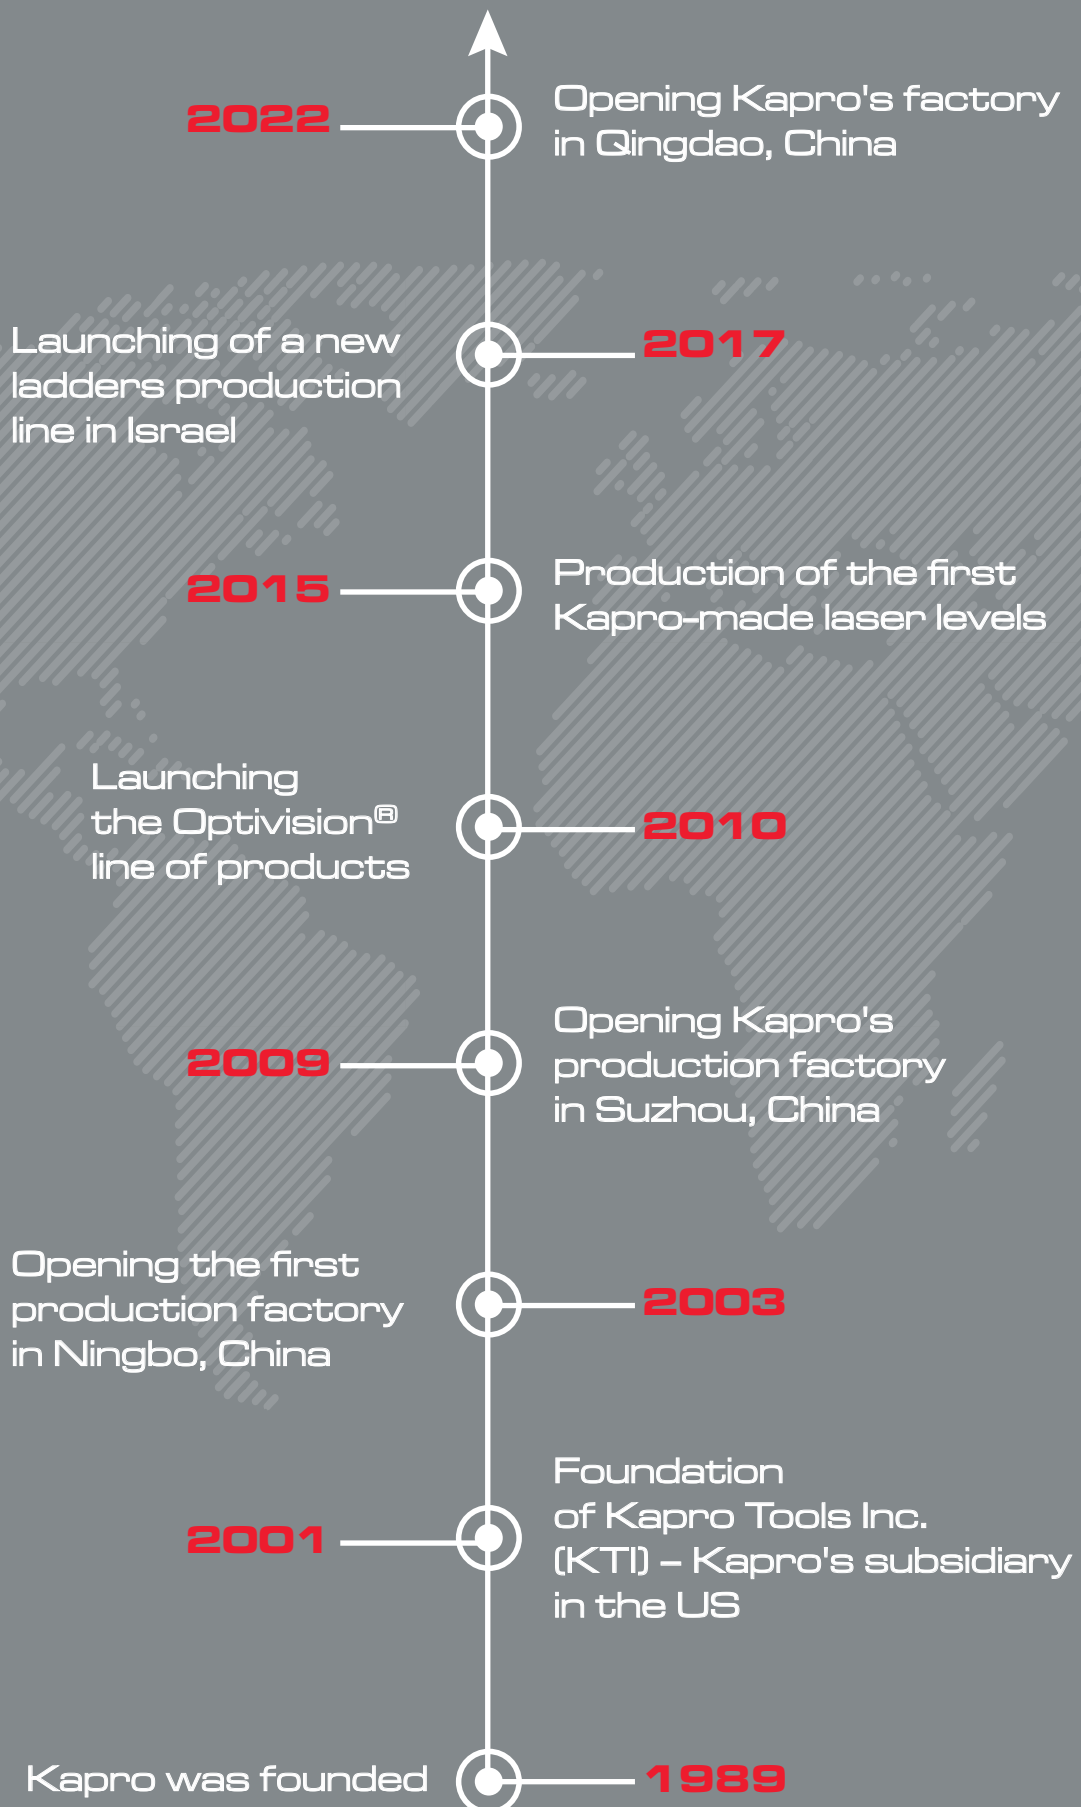 2022
Opening Kapro's factory
in Qingdao, China
Launching of a new
ladders production
line in Israel
2017
2015
Production of the first
Kapro-made laser levels
Launching
the Optivision®
line of products
2010
2009
Opening Kapro's
production factory
in Suzhou, China
Opening the first
production factory
in Ningbo, China
2003
2001
Foundation
of Kapro Tools Inc.
(KTI) – Kapro's subsidiary
in the US
Kapro was founded
1989